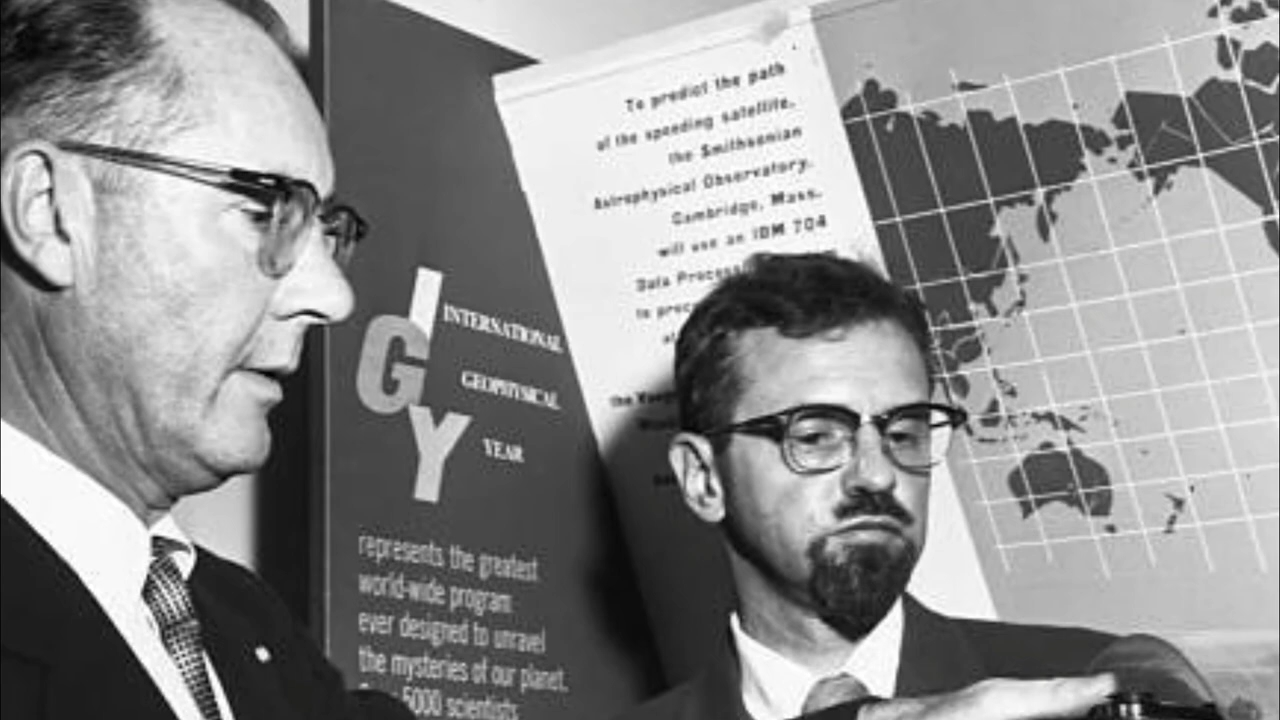 IGY
INTERNATIONAL
GEOPHYSICAL
YEAR
represents the greatest
world-wide program
ever designed to unravel
the mysteries of our planet.
5000 scientists
To predict the path
of the speeding satellite,
the Smithsonian
Astrophysical Observatory,
Cambridge, Mass.
will use an IBM 704
Data
the